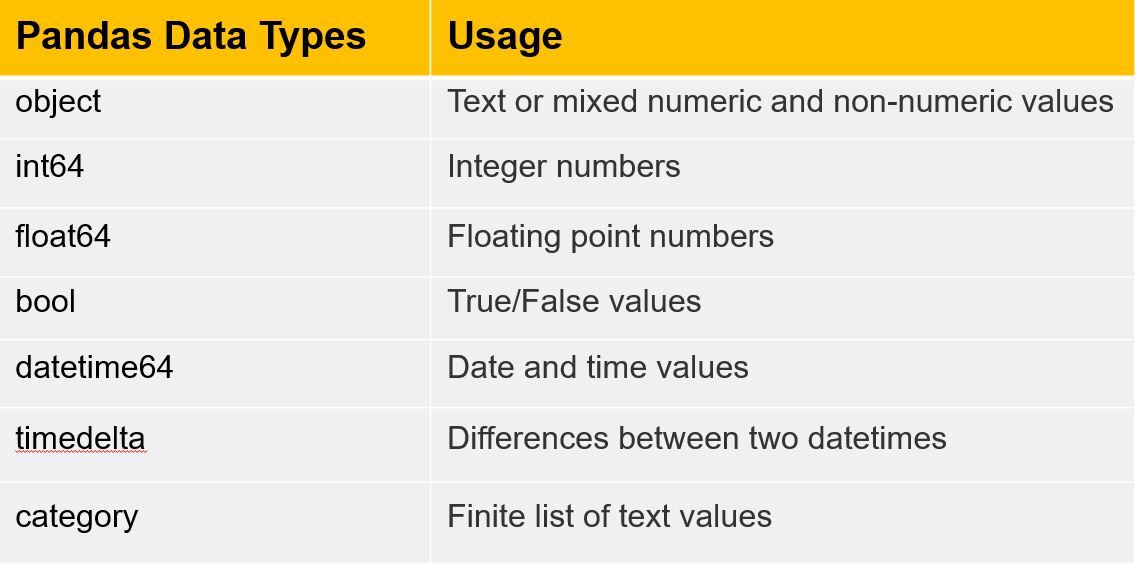 Pandas Data Types Usage
object Text or mixed numeric and non-numeric values
int64 Integer numbers
float64 Floating point numbers
bool True/False values
datetime64 Date and time values
timedelta Differences between two datetimes
category Finite list of text values